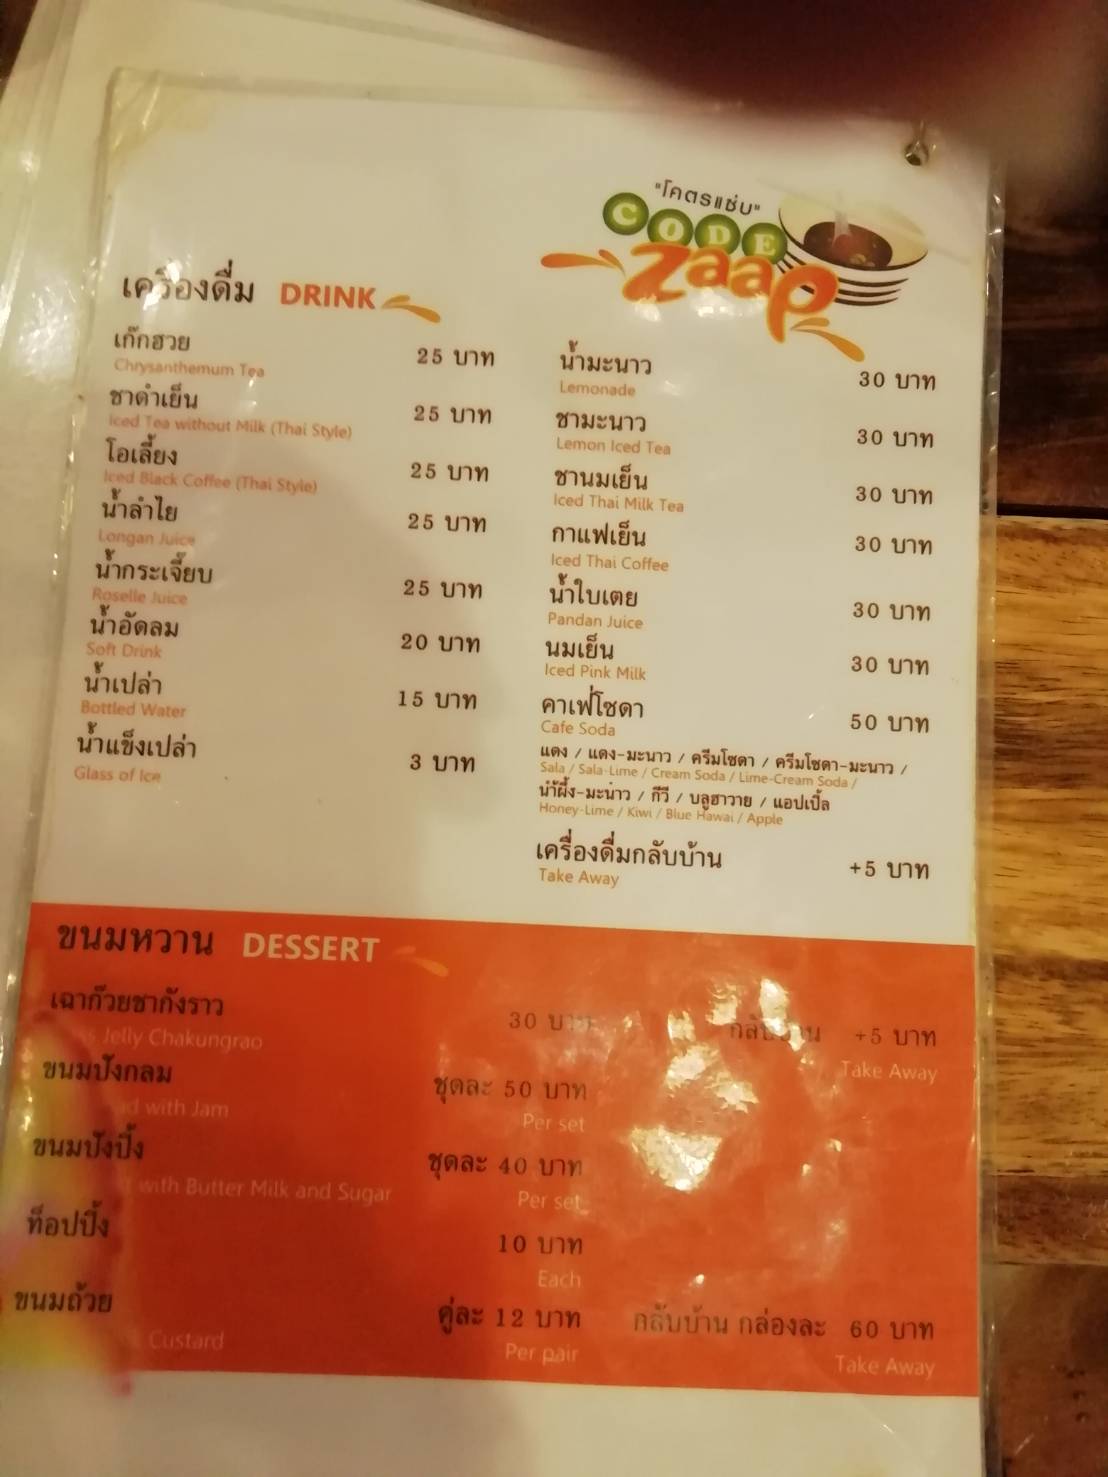 "โคตรแซ่บ"
CODE
zaap
เครื่องดื่ม DRINK
เก๊กฮวย 25 บาท
Chrysanthemum Tea
ชาดำเย็น 25 บาท
Iced Tea without Milk (Thai Style)
โอเลี้ยง 25 บาท
Iced Black Coffee (Thai Style)
น้ำลำไย 25 บาท
Longan Juice
น้ำกระเจี๊ยบ 25 บาท
Roselle Juice
น้ำอัดลม 20 บาท
Soft Drink
น้ำเปล่า 15 บาท
Bottled Water
น้ำแข็งเปล่า 3 บาท
Glass of Ice
น้ำมะนาว 30 บาท
Lemonade
ชามะนาว 30 บาท
Lemon Iced Tea
ชานมเย็น 30 บาท
Iced Thai Milk Tea
กาแฟเย็น 30 บาท
Iced Thai Coffee
น้ำใบเตย 30 บาท
Pandan Juice
นมเย็น 30 บาท
Iced Pink Milk
คาเฟ่โซดา 50 บาท
Cafe Soda
แดง / แดง-มะนาว / ครีมโซดา / ครีมโซดา-มะนาว /
Sala / Sala-Lime / Cream Soda / Lime-Cream Soda /
น้ำผึ้ง-มะนาว / กีวี / บลูฮาวาย / แอปเปิ้ล
Honey-Lime / Kiwi / Blue Hawai / Apple
เครื่องดื่มกลับบ้าน +5 บาท
Take Away
ขนมหวาน DESSERT
เฉาก๊วยชากังราว 30 บาท กลับบ้าน +5 บาท
Jelly Chakungrao Take Away
ขนมปังกลม ชุดละ 50 บาท
with Jam Per set
ขนมปังปิ้ง ชุดละ 40 บาท
with Butter Milk and Sugar Per set
ท็อปปิ้ง 10 บาท
Each
ขนมถ้วย คู่ละ 12 บาท กลับบ้าน กล่องละ 60 บาท
Custard Per pair Take Away